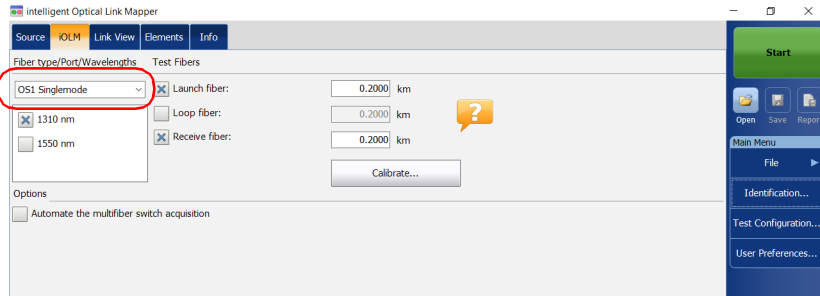 intelligent Optical Link Mapper
Source iOLM Link View Elements Info
Fiber type/Port/Wavelengths Test Fibers
OS1 Singlemode
Launch fiber: 0.2000 km
1310 nm
Loop fiber: 0.2000 km
1550 nm
Receive fiber: 0.2000 km
?
Calibrate...
Options
Automate the multifiber switch acquisition
Start
Open Save Repor
Main Menu
File
Identification...
Test Configuration...
User Preferences...